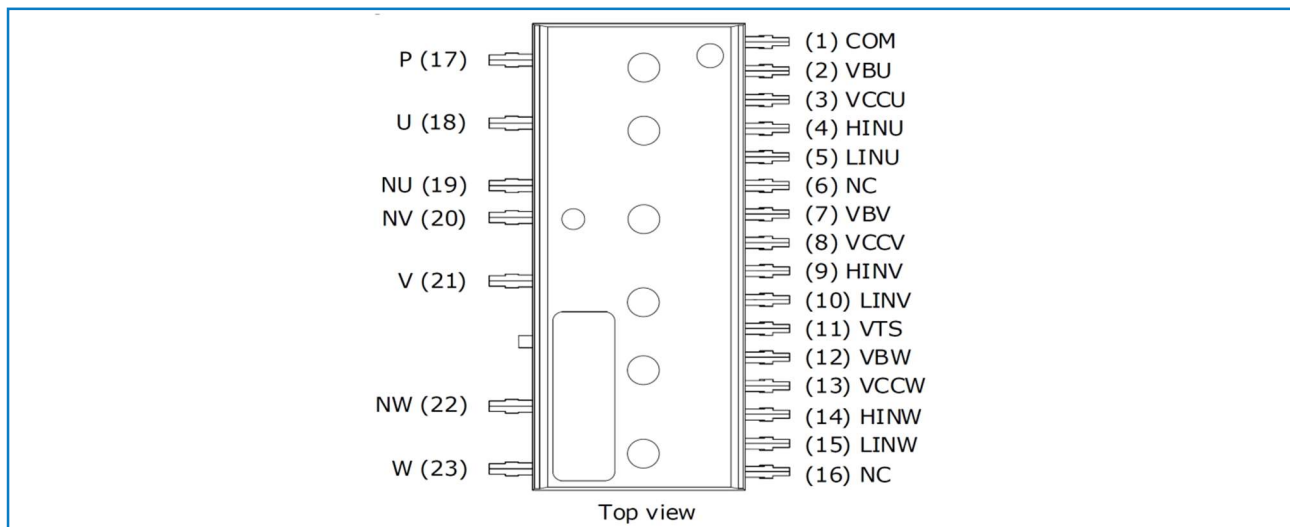 P (17)
U (18)
NU (19)
NV (20)
V (21)
NW (22)
W (23)
(1) COM
(2) VBU
(3) VCCU
(4) HINU
(5) LINU
(6) NC
(7) VBV
(8) VCCV
(9) HINV
(10) LINV
(11) VTS
(12) VBW
(13) VCCW
(14) HINW
(15) LINW
(16) NC
Top view